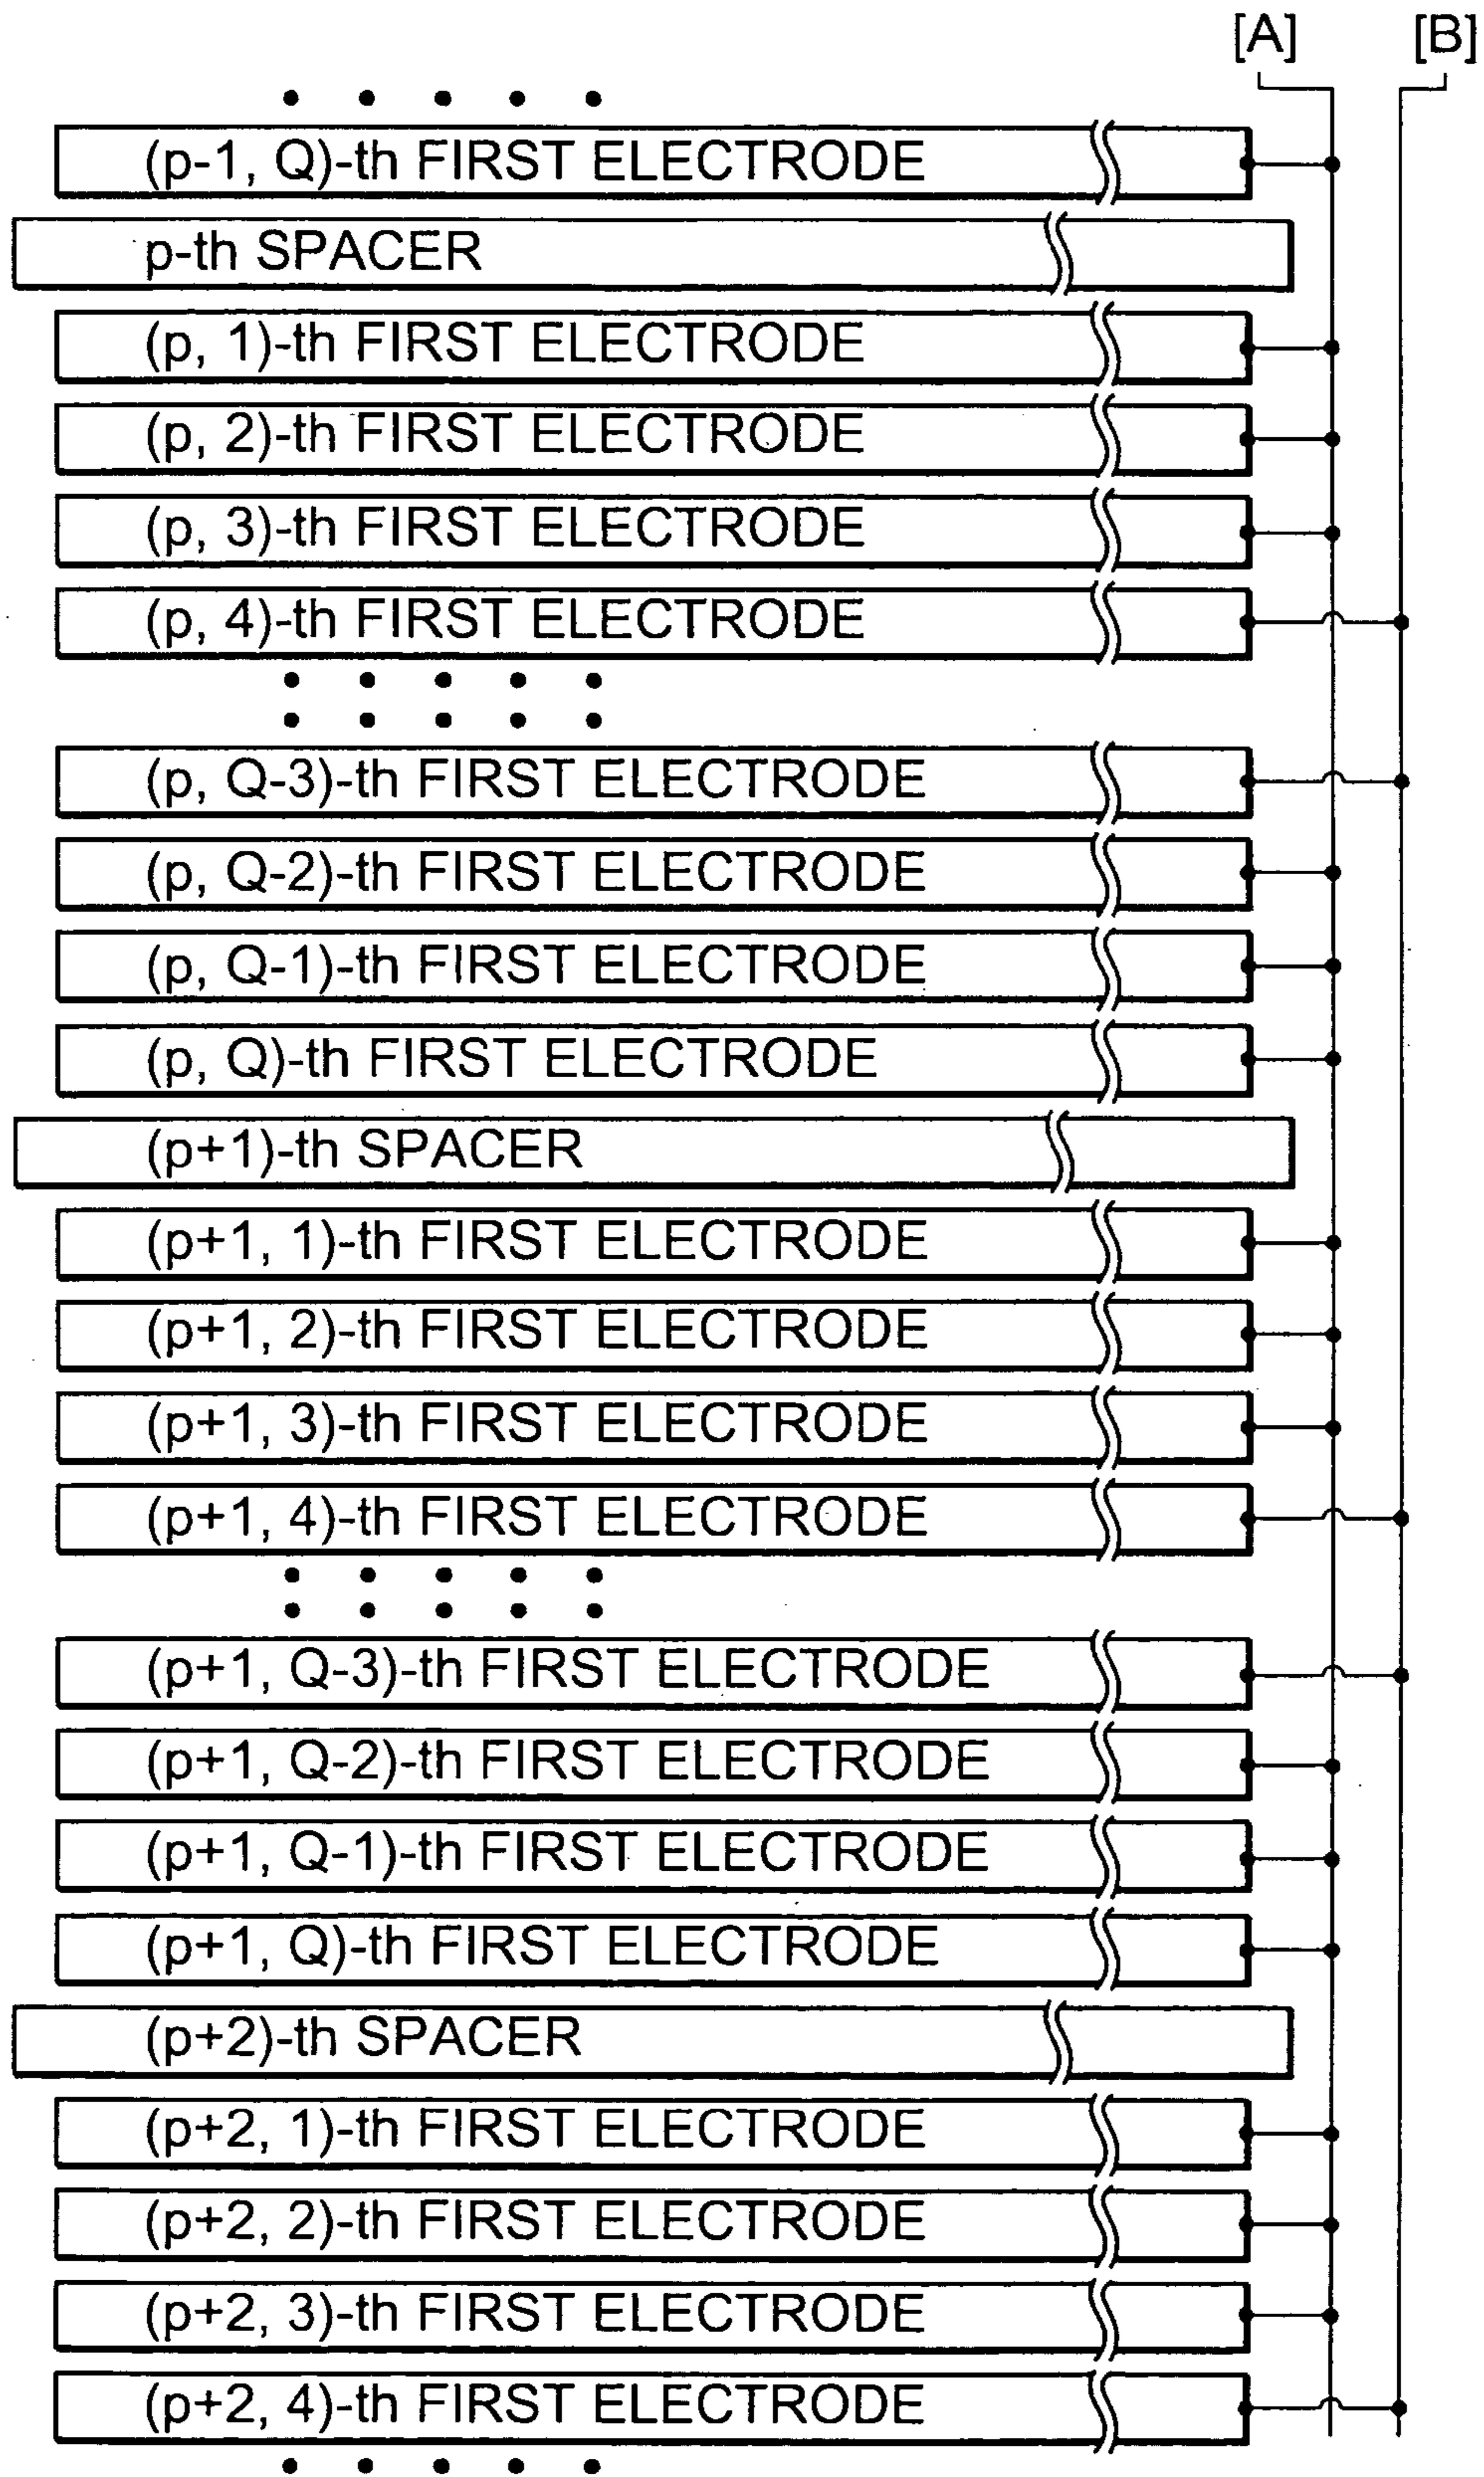 [A] [B]
(p-1, Q)-th FIRST ELECTRODE
p-th SPACER
(p, 1)-th FIRST ELECTRODE
(p, 2)-th FIRST ELECTRODE
(p, 3)-th FIRST ELECTRODE
(p, 4)-th FIRST ELECTRODE
(p, Q-3)-th FIRST ELECTRODE
(p, Q-2)-th FIRST ELECTRODE
(p, Q-1)-th FIRST ELECTRODE
(p, Q)-th FIRST ELECTRODE
(p+1)-th SPACER
(p+1, 1)-th FIRST ELECTRODE
(p+1, 2)-th FIRST ELECTRODE
(p+1, 3)-th FIRST ELECTRODE
(p+1, 4)-th FIRST ELECTRODE
(p+1, Q-3)-th FIRST ELECTRODE
(p+1, Q-2)-th FIRST ELECTRODE
(p+1, Q-1)-th FIRST ELECTRODE
(p+1, Q)-th FIRST ELECTRODE
(p+2)-th SPACER
(p+2, 1)-th FIRST ELECTRODE
(p+2, 2)-th FIRST ELECTRODE
(p+2, 3)-th FIRST ELECTRODE
(p+2, 4)-th FIRST ELECTRODE